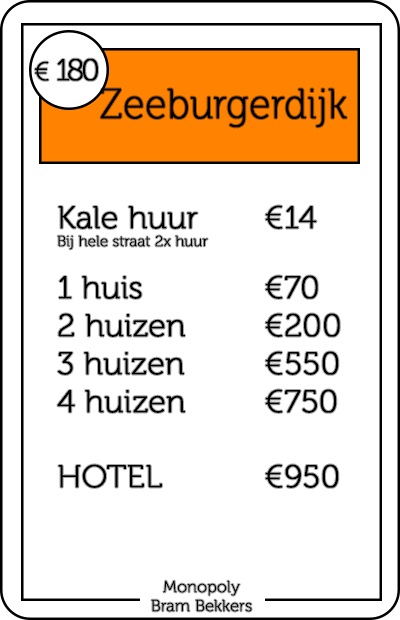 € 180
Zeeburgerdijk
Kale huur €14
Bij hele straat 2x huur
1 huis €70
2 huizen €200
3 huizen €550
4 huizen €750
HOTEL €950
Monopoly
Bram Bekkers